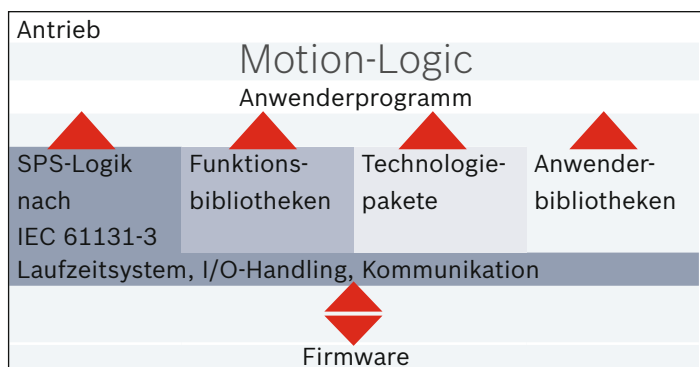 Antrieb
Motion-Logic
Anwenderprogramm
SPS-Logik
nach
IEC 61131-3
Funktions-
bibliotheken
Technologie-
pakete
Anwender-
bibliotheken
Laufzeitsystem, I/O-Handling, Kommunikation
Firmware